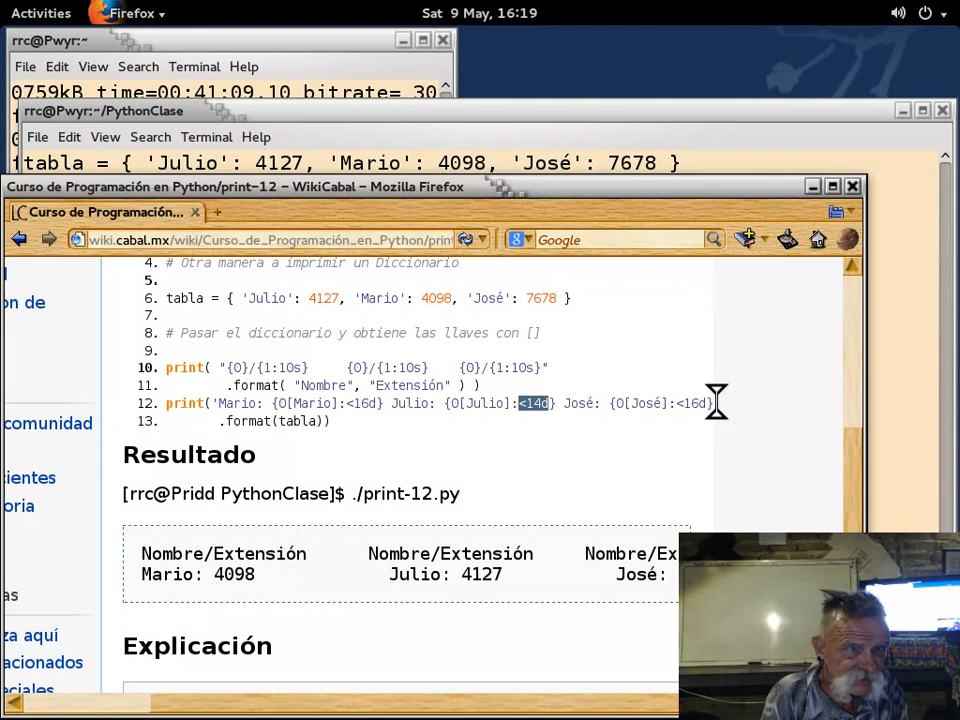 Activities Firefox Sat 9 May, 16:19
rrc@Pwyr:~
File Edit View Search Terminal Help
0759kB time=00:41:09.10 bitrate= 30
rrc@Pwyr:~/PythonClase
File Edit View Search Terminal Help
tabla = { 'Julio': 4127, 'Mario': 4098, 'José': 7678 }
Curso de Programación en Python/print-12 – WikiCabal – Mozilla Firefox
Curso de Programación...
wiki.cabal.mx/wiki/Curso_de_Programación_en_Python/print
Google
on de
comunidad
cientes
oria
as
za aquí
acionados
eciales
4. # Otra manera a imprimir un Diccionario
5.
6. tabla = { 'Julio': 4127, 'Mario': 4098, 'José': 7678 }
7.
8. # Pasar el diccionario y obtiene las llaves con []
9.
10. print( "{0}/{1:10s} {0}/{1:10s} {0}/{1:10s}"
11. .format( "Nombre", "Extensión" ) )
12. print('Mario: {0[Mario]:<16d} Julio: {0[Julio]:<14d} José: {0[José]:<16d}
13. .format(tabla))
Resultado
[rrc@Pridd PythonClase]$ ./print-12.py
Nombre/Extensión Nombre/Extensión Nombre/Ex
Mario: 4098 Julio: 4127 José:
Explicación